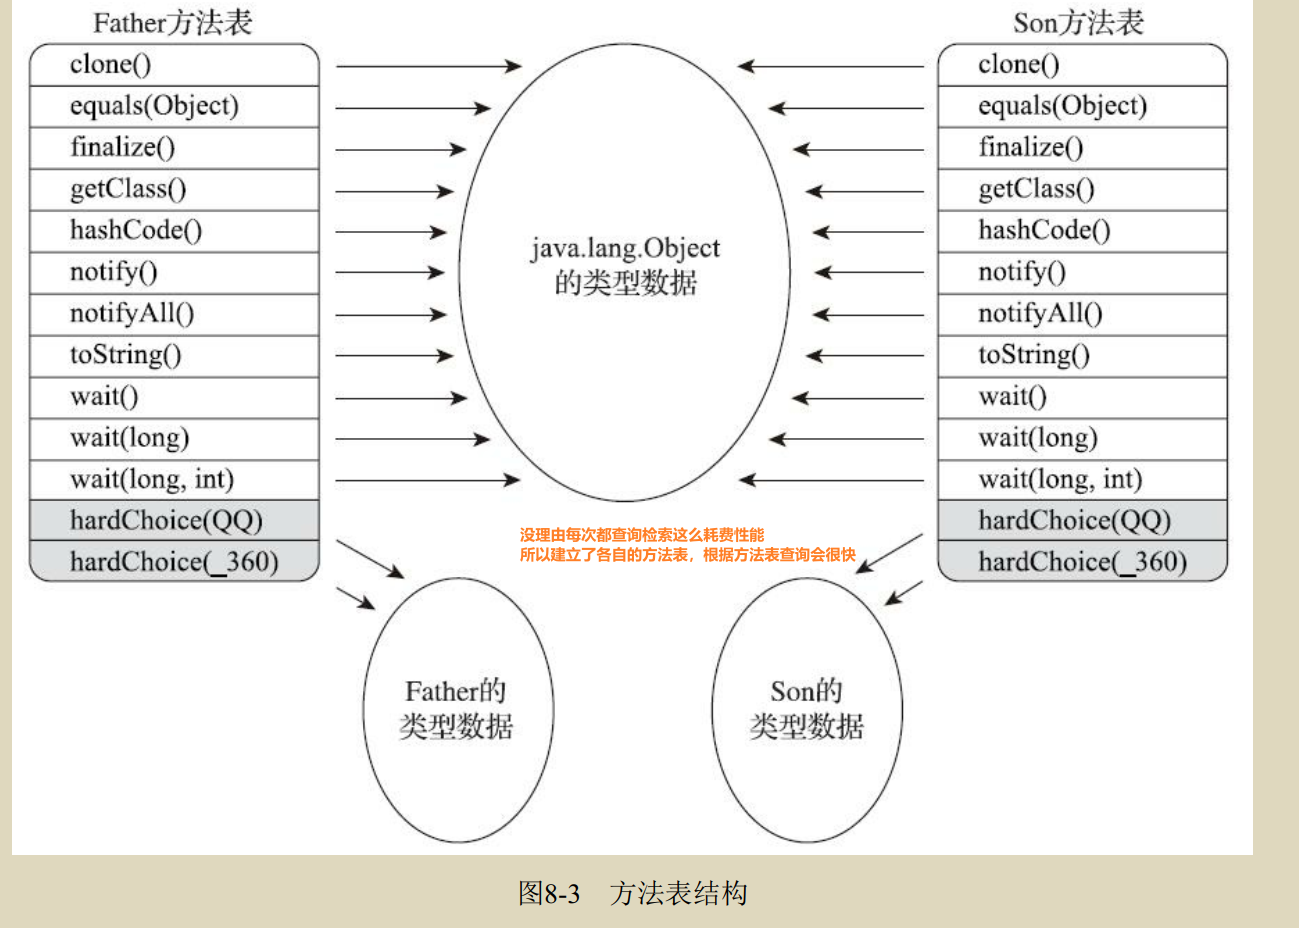 Father方法表
clone()
equals(Object)
finalize()
getClass()
hashCode()
notify()
notifyAll()
toString()
wait()
wait(long)
wait(long, int)
hardChoice(QQ)
hardChoice(_360)
java.lang.Object
的类型数据
Son方法表
clone()
equals(Object)
finalize()
getClass()
hashCode()
notify()
notifyAll()
toString()
wait()
wait(long)
wait(long, int)
hardChoice(QQ)
hardChoice(_360)
没理由每次都查询检索这么耗费性能
所以建立了各自的方法表，根据方法表查询会很快
Father的
类型数据
Son的
类型数据
图8-3 方法表结构